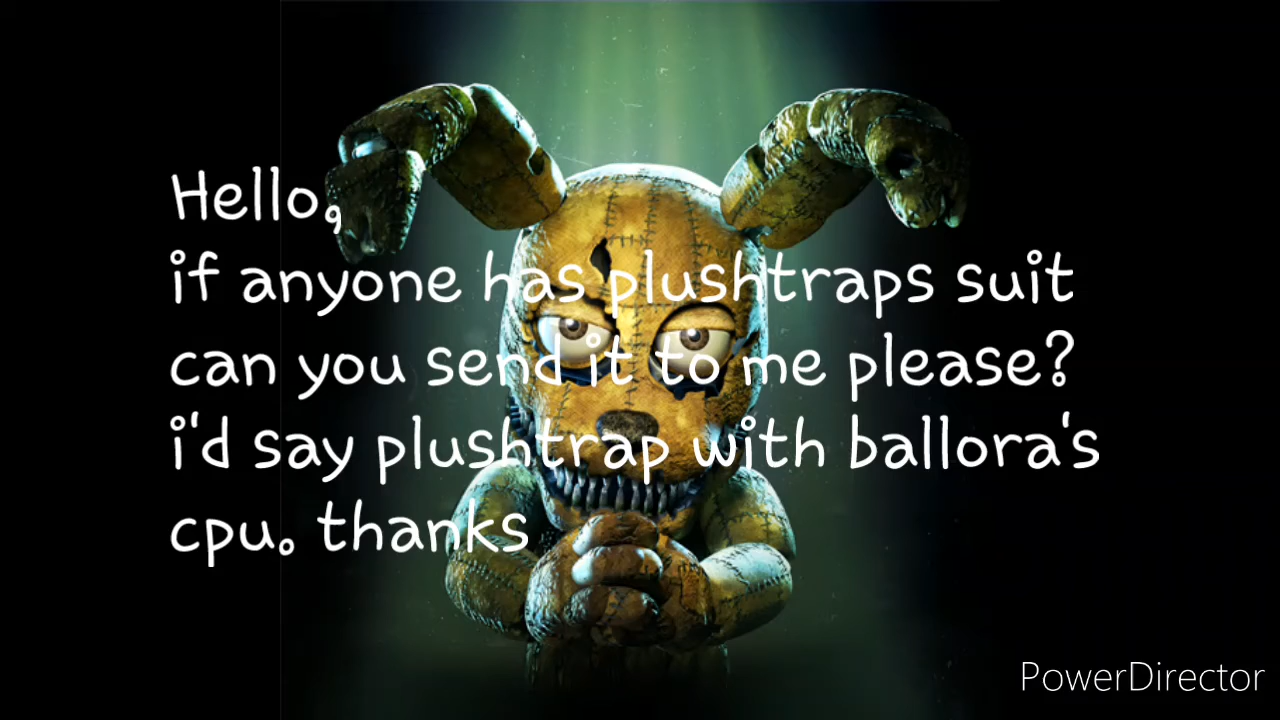 Hello,
if anyone has plushtraps suit
can you send it to me please?
i'd say plushtrap with ballora's
cpu. thanks
PowerDirector